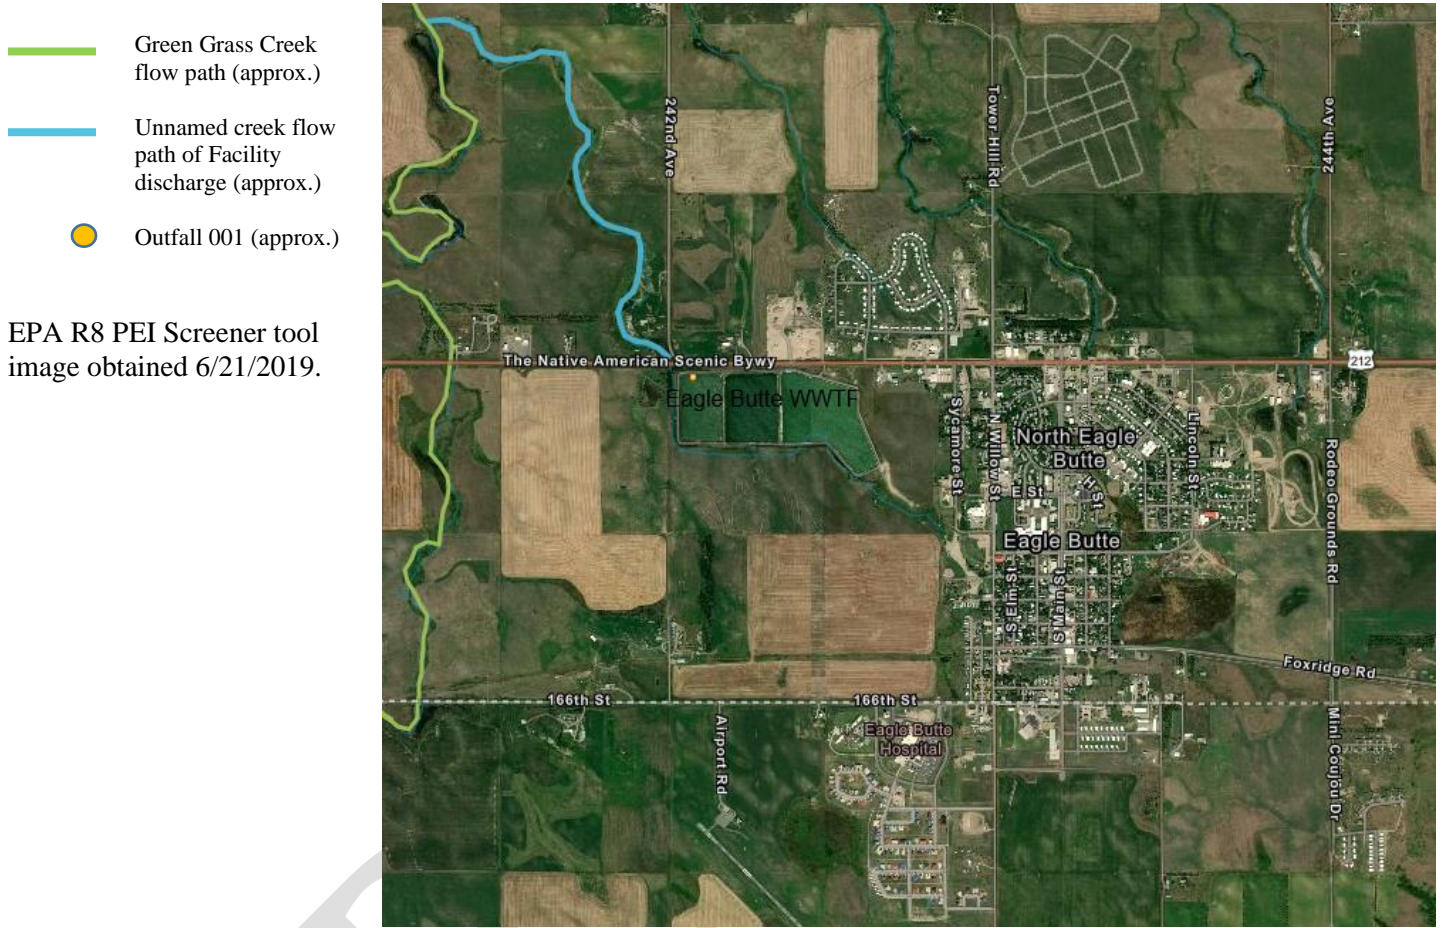 Green Grass Creek
flow path (approx.)
Unnamed creek flow
path of Facility
discharge (approx.)
Outfall 001 (approx.)
EPA R8 PEI Screener tool
image obtained 6/21/2019.
242nd Ave
Tower Hill Rd
244th Ave
The Native American Scenic Bywy
212
Eagle Butte WWTF
Sycamore St
N Willow St
North Eagle
Butte
Lincoln St
H St
E St
Rodeo Grounds Rd
Eagle Butte
S Elm St
S Main St
Foxridge Rd
166th St
166th St
Airport Rd
Eagle Butte
Hospital
Mini Coujou Dr